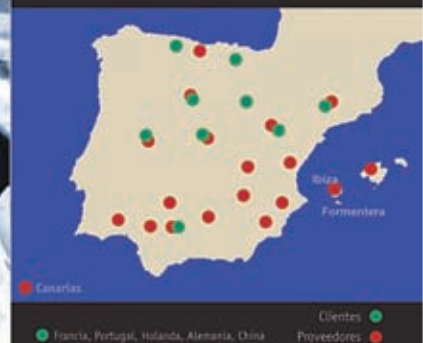 Ibiza
Formentera
Canarias
Clientes
Francia, Portugal, Holanda, Alemania, China
Proveedores